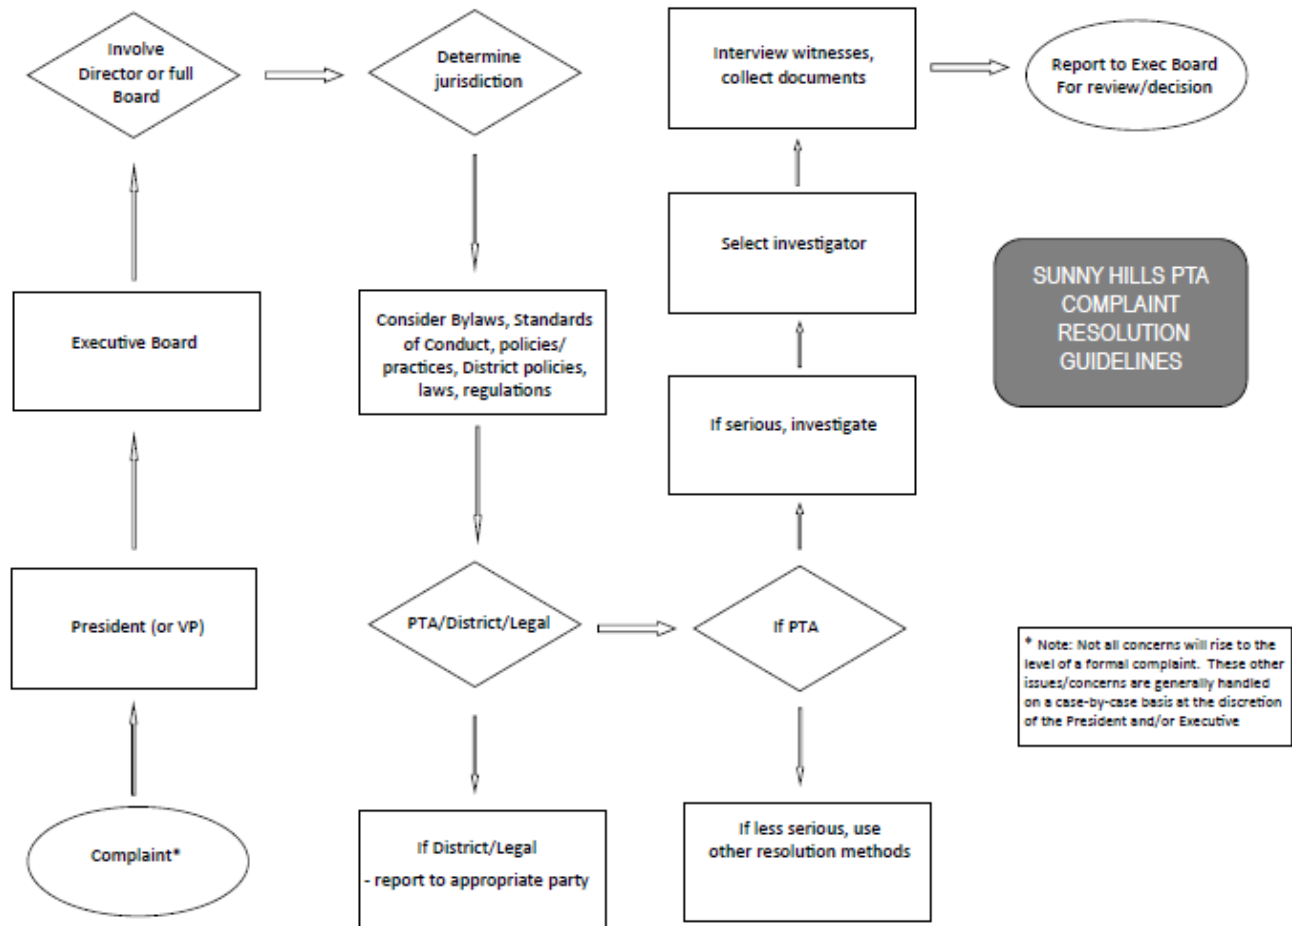 Involve
Director or full
Board
Determine
jurisdiction
Interview witnesses,
collect documents
Report to Exec Board
For review/decision
Executive Board
Consider Bylaws, Standards
of Conduct, policies/
practices, District policies,
laws, regulations
Select investigator
SUNNY HILLS PTA
COMPLAINT
RESOLUTION
GUIDELINES
If serious, investigate
President (or VP)
PTA/District/Legal
If PTA
* Note: Not all concerns will rise to the
level of a formal complaint. These other
issues/concerns are generally handled
on a case-by-case basis at the discretion
of the President and/or Executive
Complaint*
If District/Legal
- report to appropriate party
If less serious, use
other resolution methods